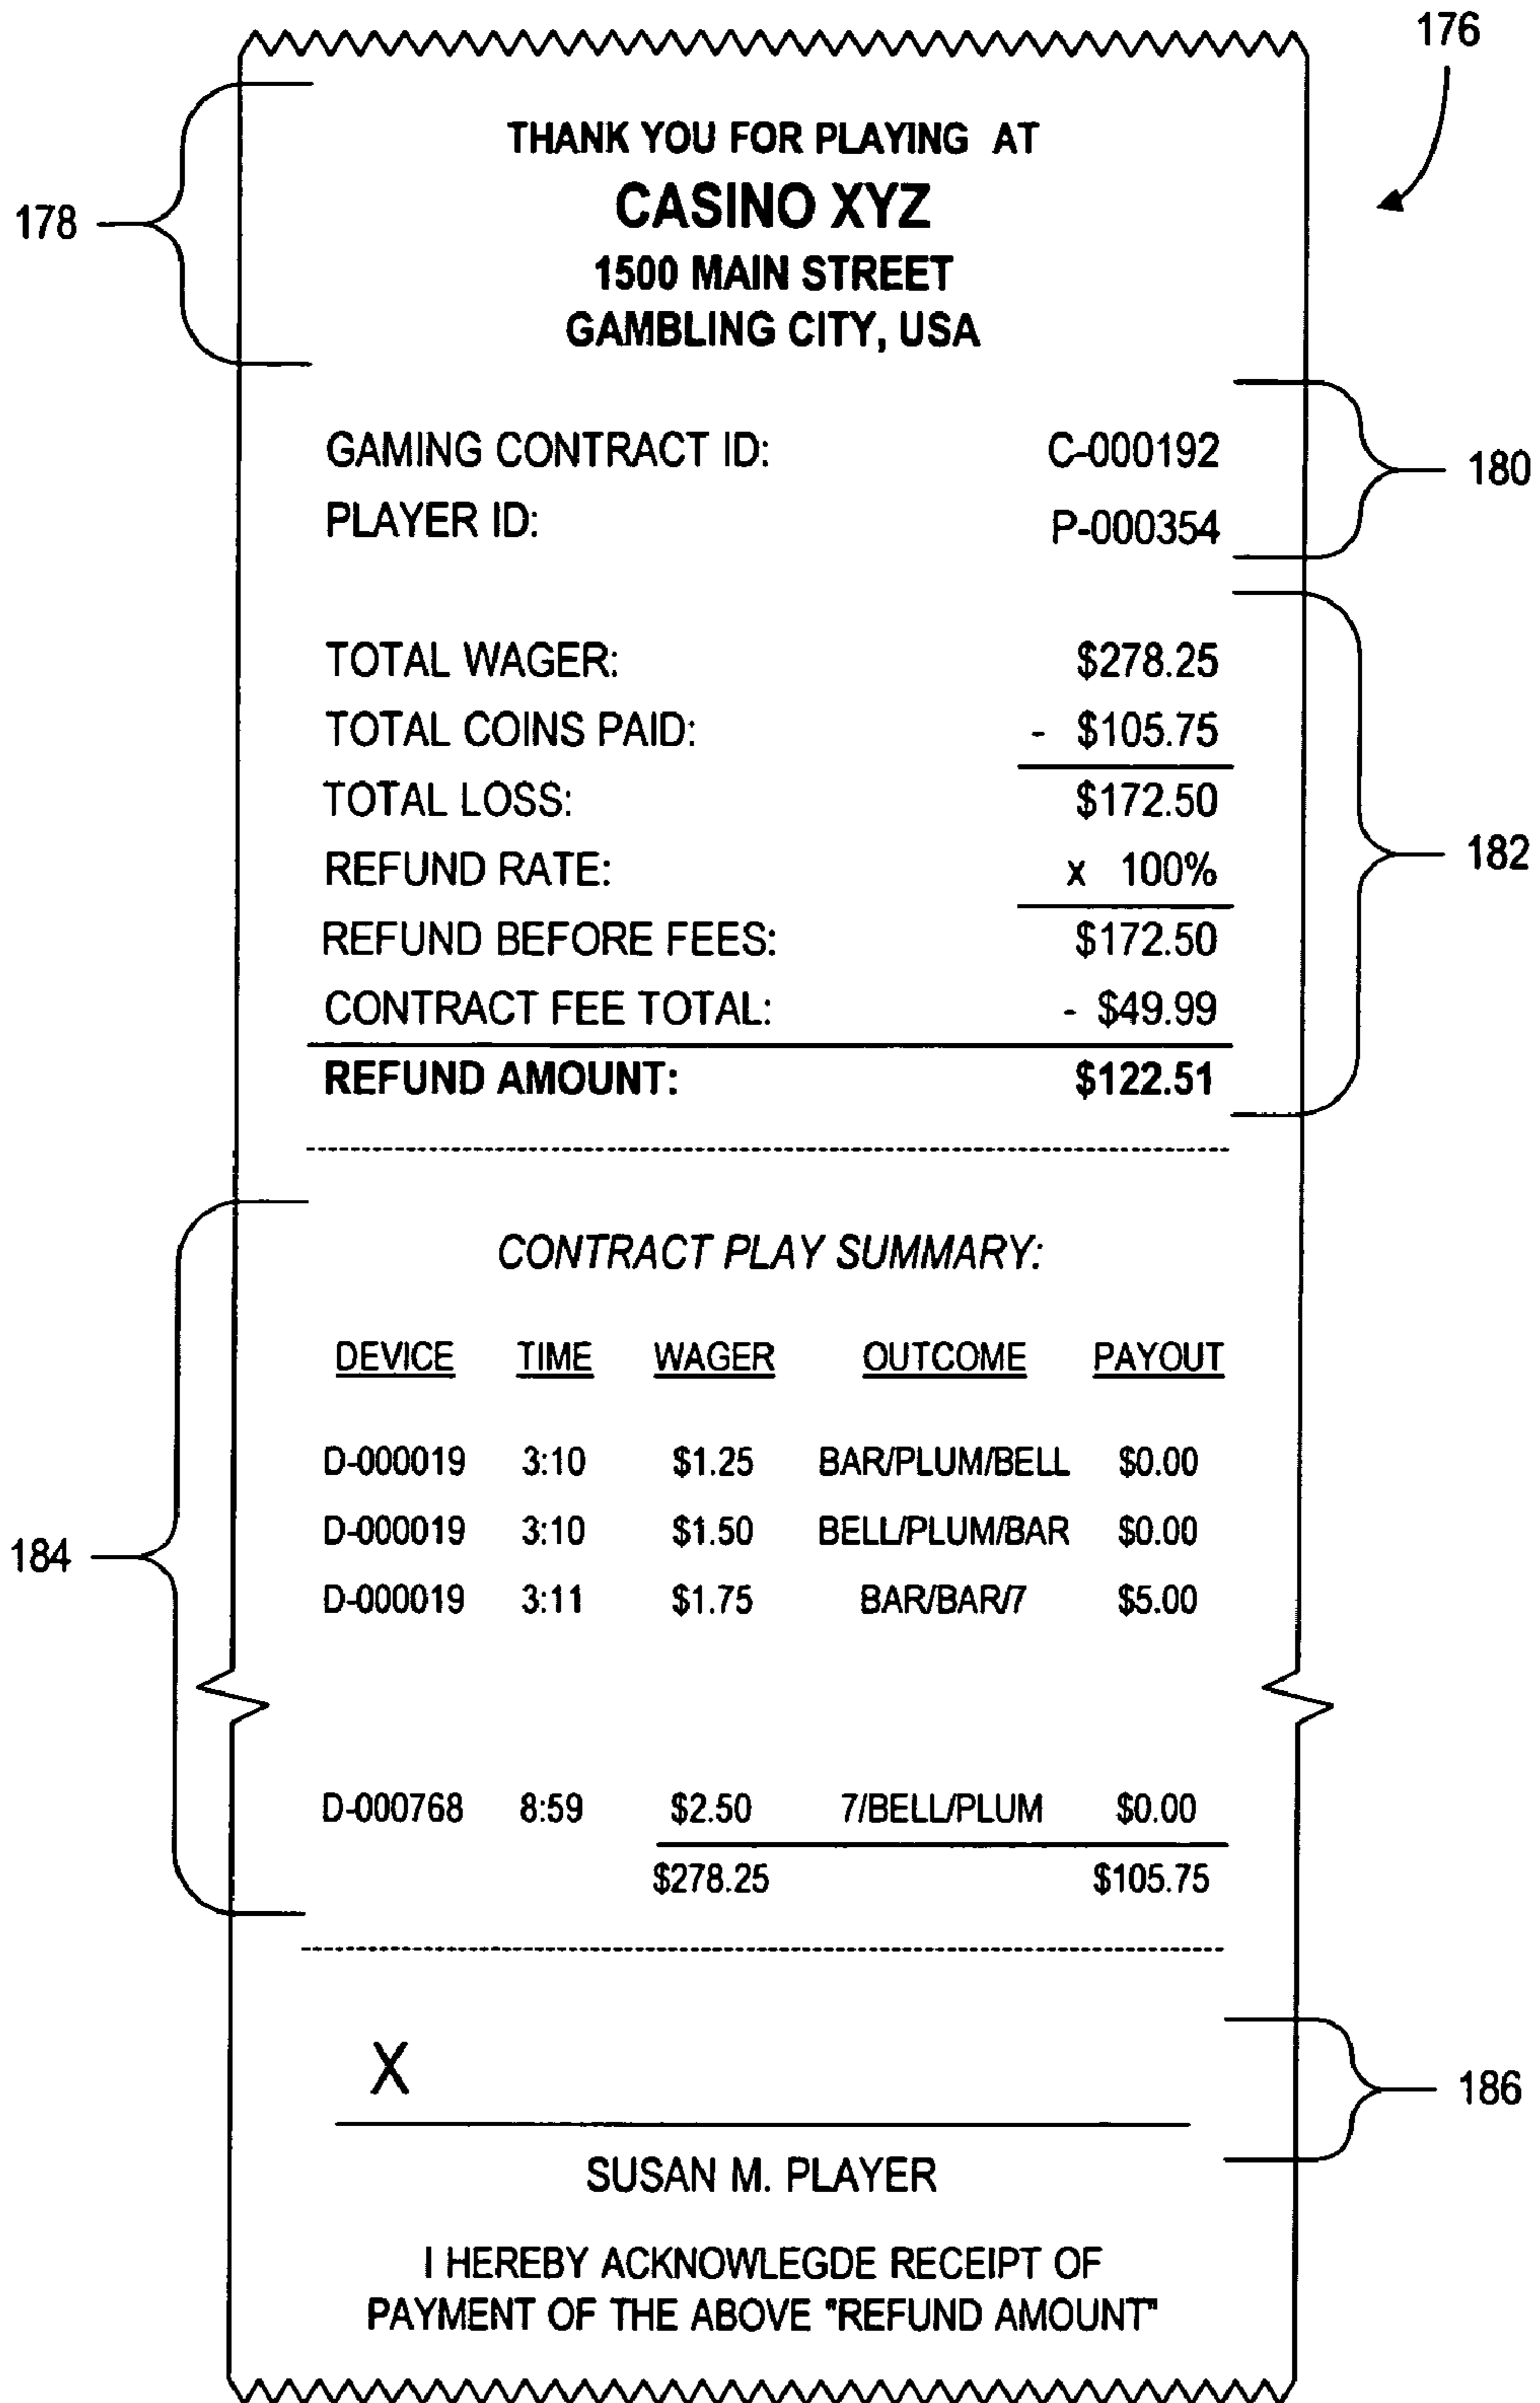 176
THANK YOU FOR PLAYING AT
CASINO XYZ
178
1500 MAIN STREET
GAMBLING CITY, USA
GAMING CONTRACT ID: C-000192
180
PLAYER ID: P-000354
TOTAL WAGER: $278.25
TOTAL COINS PAID: - $105.75
TOTAL LOSS: $172.50
182
REFUND RATE: x 100%
REFUND BEFORE FEES: $172.50
CONTRACT FEE TOTAL: - $49.99
REFUND AMOUNT: $122.51
CONTRACT PLAY SUMMARY:
DEVICE TIME WAGER OUTCOME PAYOUT
D-000019 3:10 $1.25 BAR/PLUM/BELL $0.00
D-000019 3:10 $1.50 BELL/PLUM/BAR $0.00
184
D-000019 3:11 $1.75 BAR/BAR/7 $5.00
D-000768 8:59 $2.50 7/BELL/PLUM $0.00
$278.25 $105.75
X
186
SUSAN M. PLAYER
I HEREBY ACKNOWLEGDE RECEIPT OF
PAYMENT OF THE ABOVE "REFUND AMOUNT"